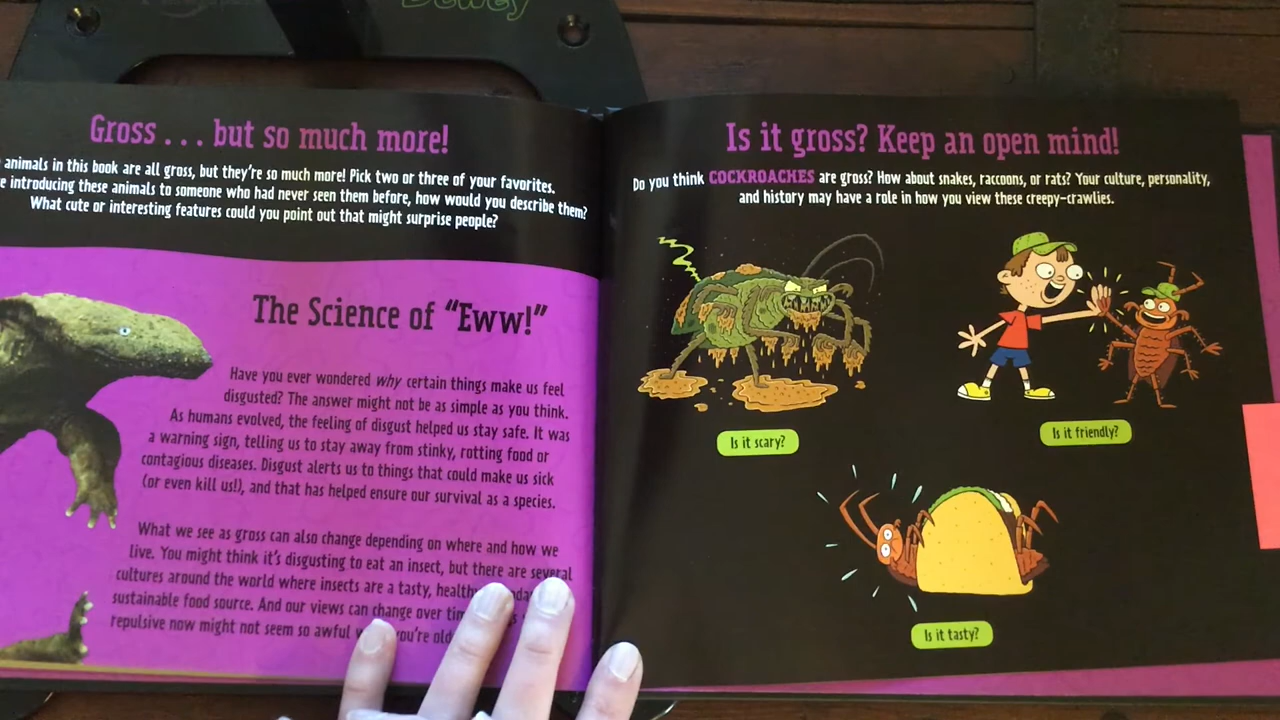 Dewey
Gross . . . but so much more!
animals in this book are all gross, but they're so much more! Pick two or three of your favorites.
introducing these animals to someone who had never seen them before, how would you describe them?
What cute or interesting features could you point out that might surprise people?
The Science of "Eww!"
Have you ever wondered why certain things make us feel
disgusted? The answer might not be as simple as you think.
As humans evolved, the feeling of disgust helped us stay safe. It was
a warning sign, telling us to stay away from stinky, rotting food or
contagious diseases. Disgust alerts us to things that could make us sick
(or even kill us!), and that has helped ensure our survival as a species.
What we see as gross can also change depending on where and how we
live. You might think it's disgusting to eat an insect, but there are several
cultures around the world where insects are a tasty,
sustainable food source. And our views can change over
repulsive now might not seem so awful you're
Is it gross? Keep an open mind!
Do you think COCKROACHES are gross? How about snakes, raccoons, or rats? Your culture, personality,
and history may have a role in how you view these creepy-crawlies.
Is it scary?
Is it friendly?
Is it tasty?